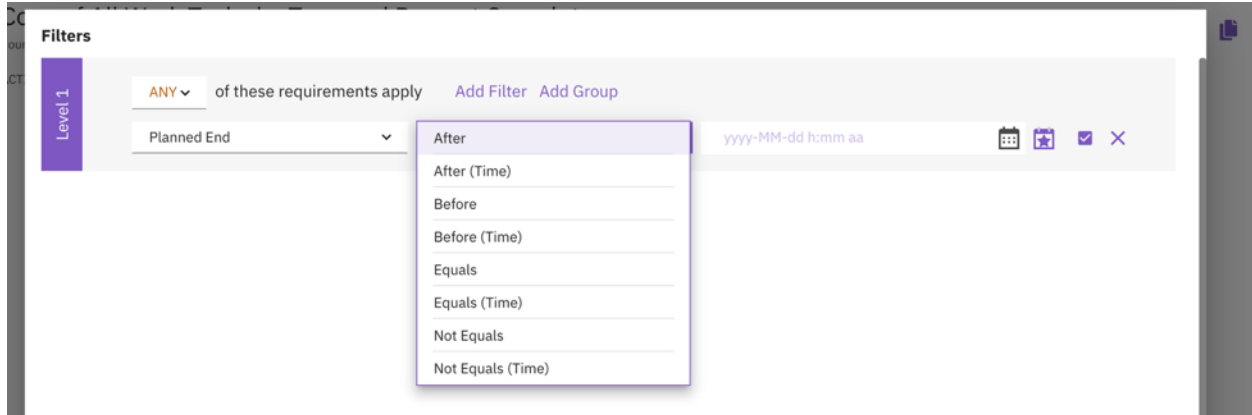 Filters
Level 1
ANY of these requirements apply Add Filter Add Group
Planned End
After
yyyy-MM-dd h:mm aa
After (Time)
Before
Before (Time)
Equals
Equals (Time)
Not Equals
Not Equals (Time)